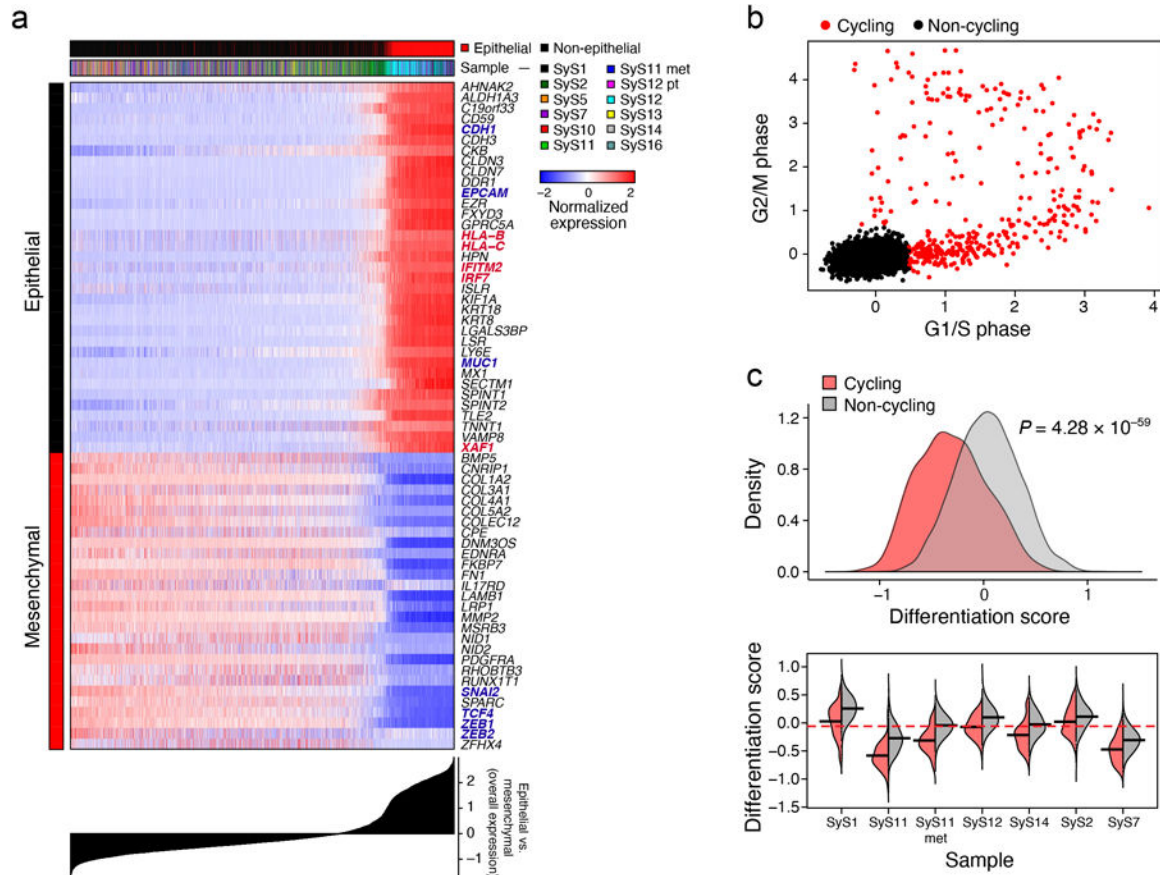 a
Epithelial Non-epithelial
Sample —
SyS1 SyS11 met
SyS2 SyS12 pt
SyS5 SyS12
SyS7 SyS13
SyS10 SyS14
SyS11 SyS16
−2 0 2
Normalized
expression
Epithelial
AHNAK2
ALDH1A3
C19orf33
CD59
CDH1
CDH3
CKB
CLDN3
CLDN7
DDR1
EPCAM
EZR
FXYD3
GPRC5A
HLA−B
HLA−C
HPN
IFITM2
IRF7
ISLR
KIF1A
KRT18
KRT8
LGALS3BP
LSR
LY6E
MUC1
MX1
SECTM1
SPINT1
SPINT2
TLE2
TNNT1
VAMP8
XAF1
Mesenchymal
BMP5
CNRIP1
COL1A2
COL3A1
COL4A1
COL5A2
COLEC12
CPE
DNM3OS
EDNRA
FKBP7
FN1
IL17RD
LAMB1
LRP1
MMP2
MSRB3
NID1
NID2
PDGFRA
RHOBTB3
RUNX1T1
SNAI2
SPARC
TCF4
ZEB1
ZEB2
ZFHX4
2
1
0
−1
Epithelial vs.
mesenchymal
(overall expression)
b
Cycling Non-cycling
G2/M phase
4
3
2
1
0
0 1 2 3 4
G1/S phase
c
Cycling
Non-cycling
P = 4.28 × 10−59
Density
1.2
0.8
0.4
0.0
−1 0 1
Differentiation score
Differentiation score
1.0
0.5
0.0
−0.5
−1.0
−1.5
SyS1 SyS11 SyS11 met SyS12 SyS14 SyS2 SyS7
Sample